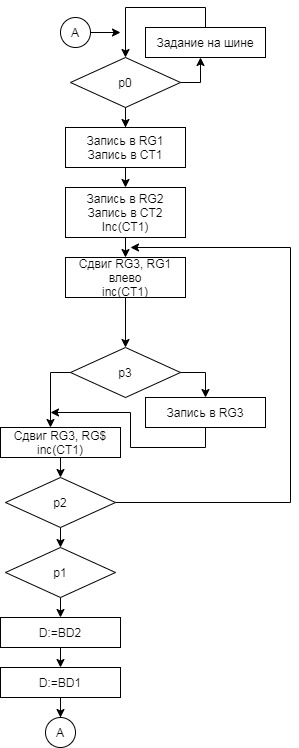 A
Задание на шине
p0
Запись в RG1
Запись в CT1
Запись в RG2
Запись в CT2
Inc(CT1)
Сдвиг RG3, RG1
влево
inc(CT1)
p3
Запись в RG3
Сдвиг RG3, RG$
inc(CT1)
p2
p1
D:=BD2
D:=BD1
A